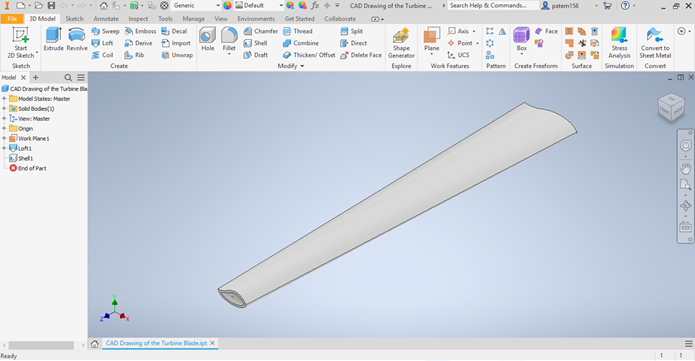 Generic
Default
CAD Drawing of the Turbine ...
Search Help & Commands...
patem156
File 3D Model Sketch Annotate Inspect Tools Manage View Environments Get Started Collaborate
Start
2D Sketch
Extrude
Revolve
Sweep
Emboss
Decal
Loft
Derive
Import
Coil
Rib
Unwrap
Create
Hole
Fillet
Chamfer
Thread
Split
Shell
Combine
Direct
Draft
Thicken/ Offset
Delete Face
Modify
Shape
Generator
Explore
Plane
Axis
Point
UCS
Work Features
Pattern
Box
Face
Create Freeform
Surface
Stress
Analysis
Simulation
Convert to
Sheet Metal
Convert
Model
CAD Drawing of the Turbine Bla
Model States: Master
Solid Bodies(1)
View: Master
Origin
Work Plane1
Loft1
Shell1
End of Part
Z
X
CAD Drawing of the Turbine Blade.ipt
Ready
1 1